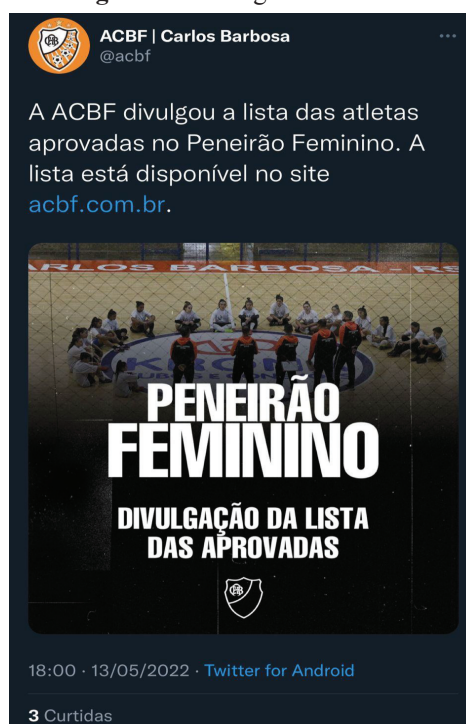 ACBF | Carlos Barbosa
@acbf
A ACBF divulgou a lista das atletas
aprovadas no Peneirão Feminino. A
lista está disponível no site
acbf.com.br.
ARLOS BARBOSA - RS
KRONA
PENEIRÃO
FEMININO
DIVULGAÇÃO DA LISTA
DAS APROVADAS
18:00 · 13/05/2022 · Twitter for Android
3 Curtidas